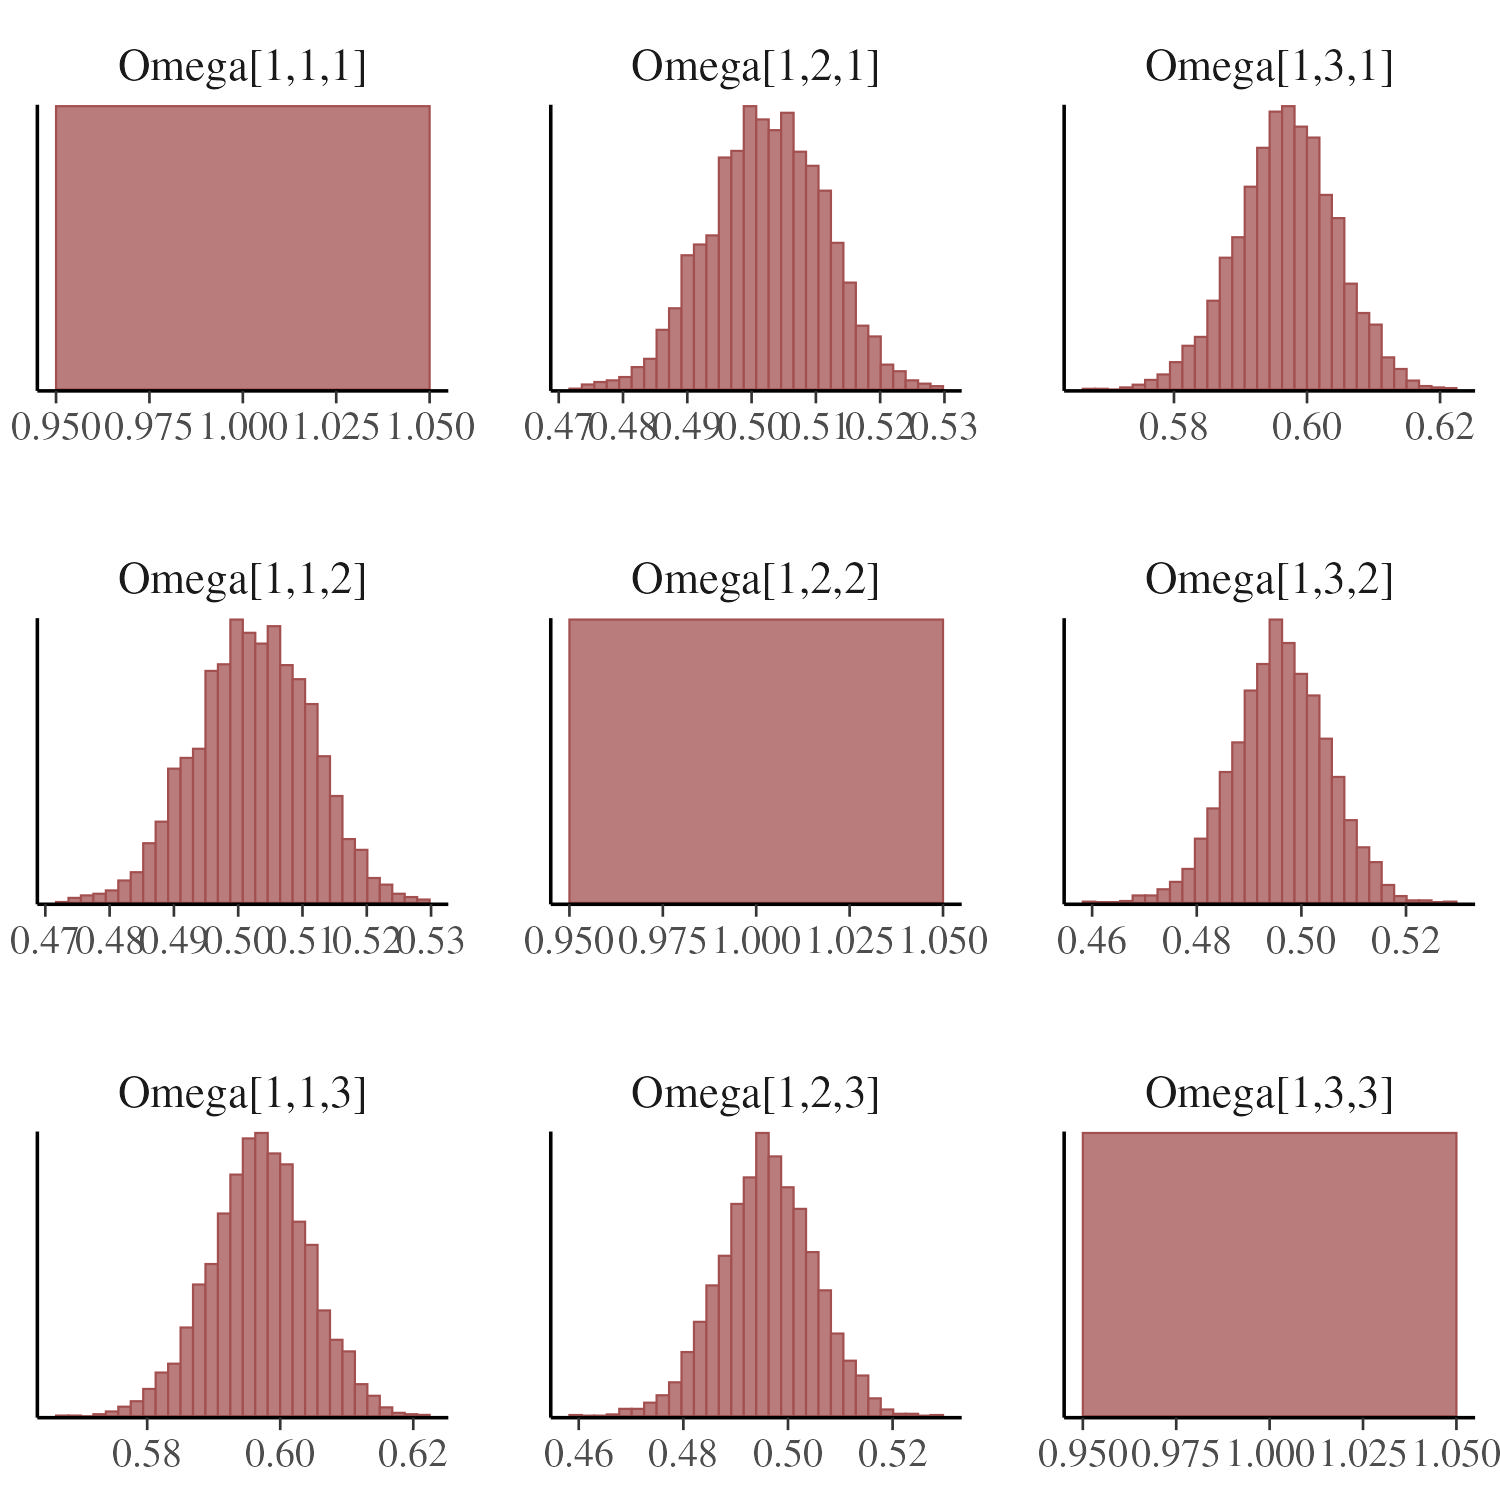 Omega[1,1,1] Omega[1,2,1] Omega[1,3,1]
0.950 0.975 1.000 1.025 1.050 0.47 0.48 0.49 0.50 0.51 0.52 0.53 0.58 0.60 0.62
Omega[1,1,2] Omega[1,2,2] Omega[1,3,2]
0.47 0.48 0.49 0.50 0.51 0.52 0.53 0.950 0.975 1.000 1.025 1.050 0.46 0.48 0.50 0.52
Omega[1,1,3] Omega[1,2,3] Omega[1,3,3]
0.58 0.60 0.62 0.46 0.48 0.50 0.52 0.950 0.975 1.000 1.025 1.050